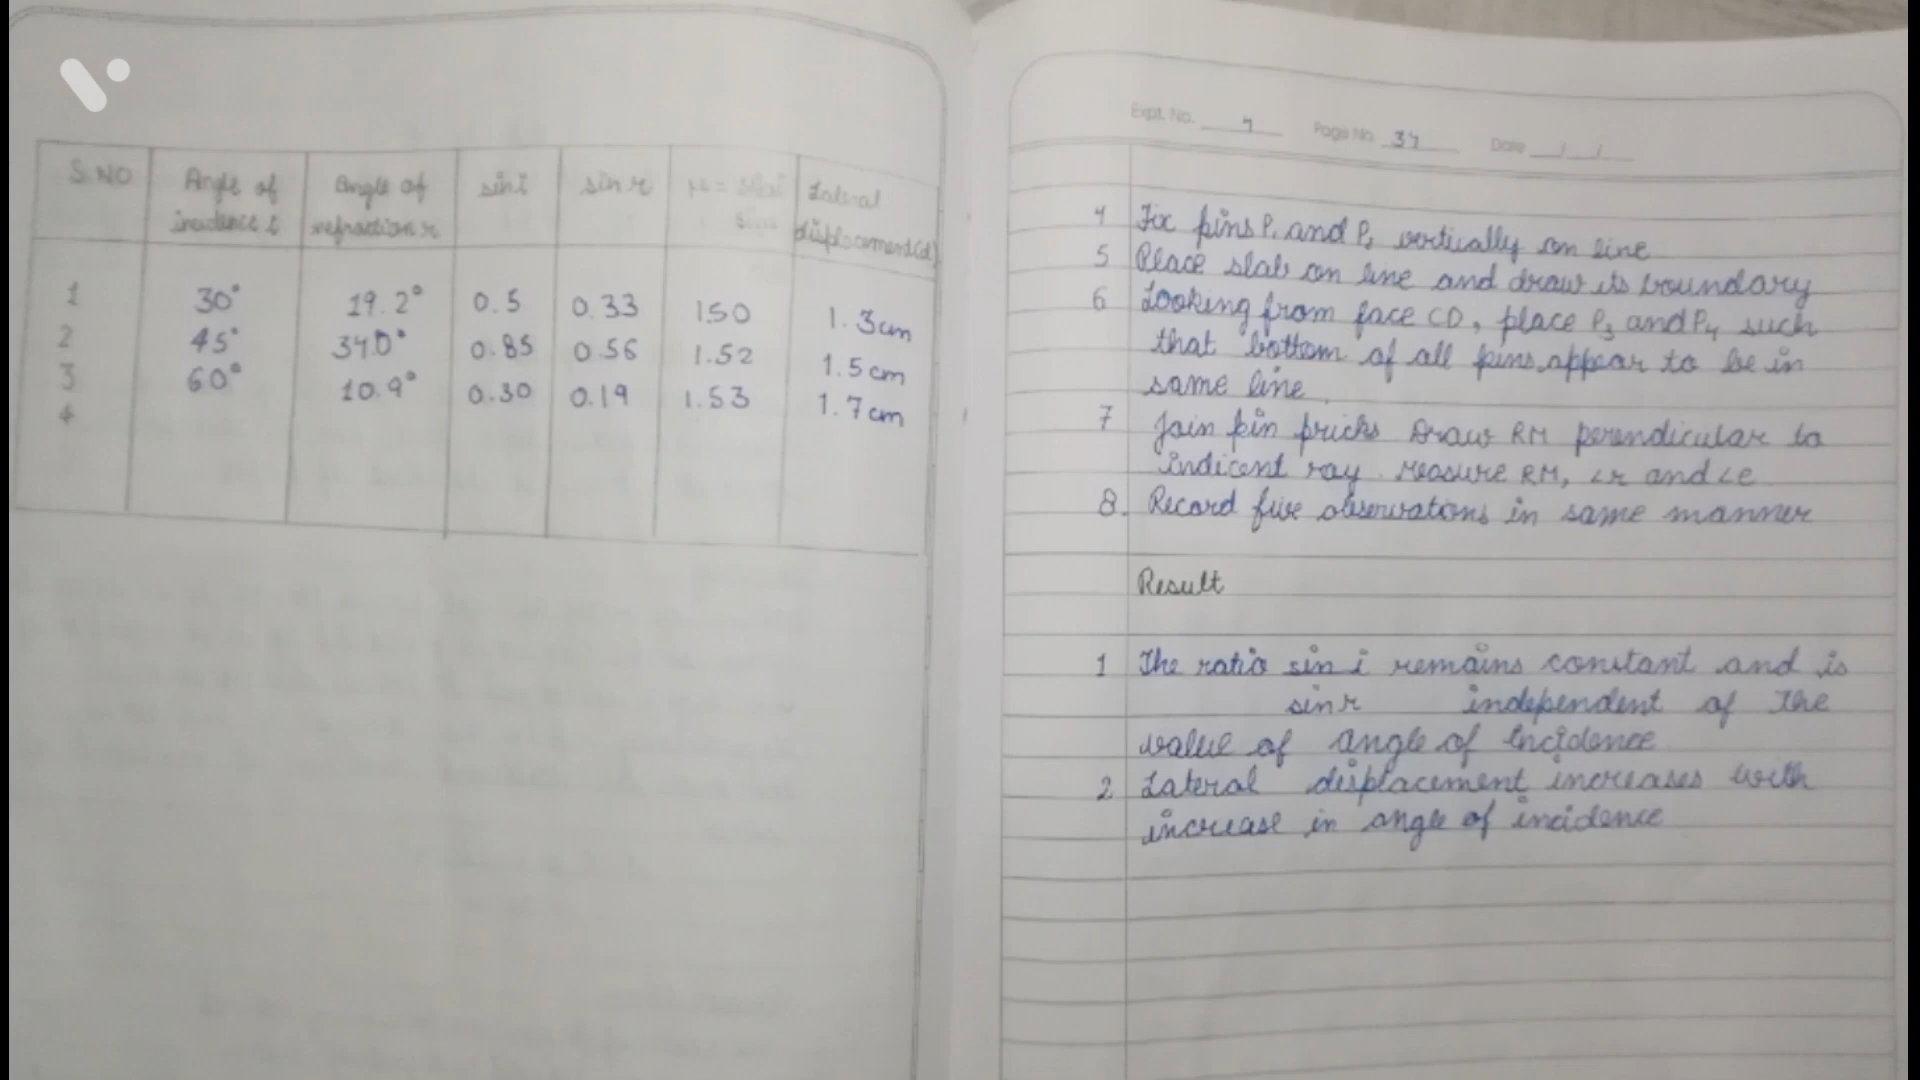 S.NO Angle of incidence i Angle of refraction r sin i sin r μ = sin i Lateral displacement (d)
1 30° 19.2° 0.5 0.33 1.50 1.3cm
2 45° 34.0° 0.85 0.56 1.52 1.5cm
3 60° 10.9° 0.30 0.19 1.53 1.7cm
4
Expt. No. 4 Page No. 34 Date
4 Fix pins P1 and P2 vertically on line
5 Place slab on line and draw its boundary
6 Looking from face CD, place P3 and P4 such
that bottom of all pins appear to be in
same line
7 Join pin pricks Draw RM perendicular to
indicent ray. Measure RM, ∠r and ∠e
8. Record five observations in same manner
Result
1 The ratio sin i remains constant and is
sin r independent of the
value of angle of incidence
2 Lateral displacement increases with
increase in angle of incidence